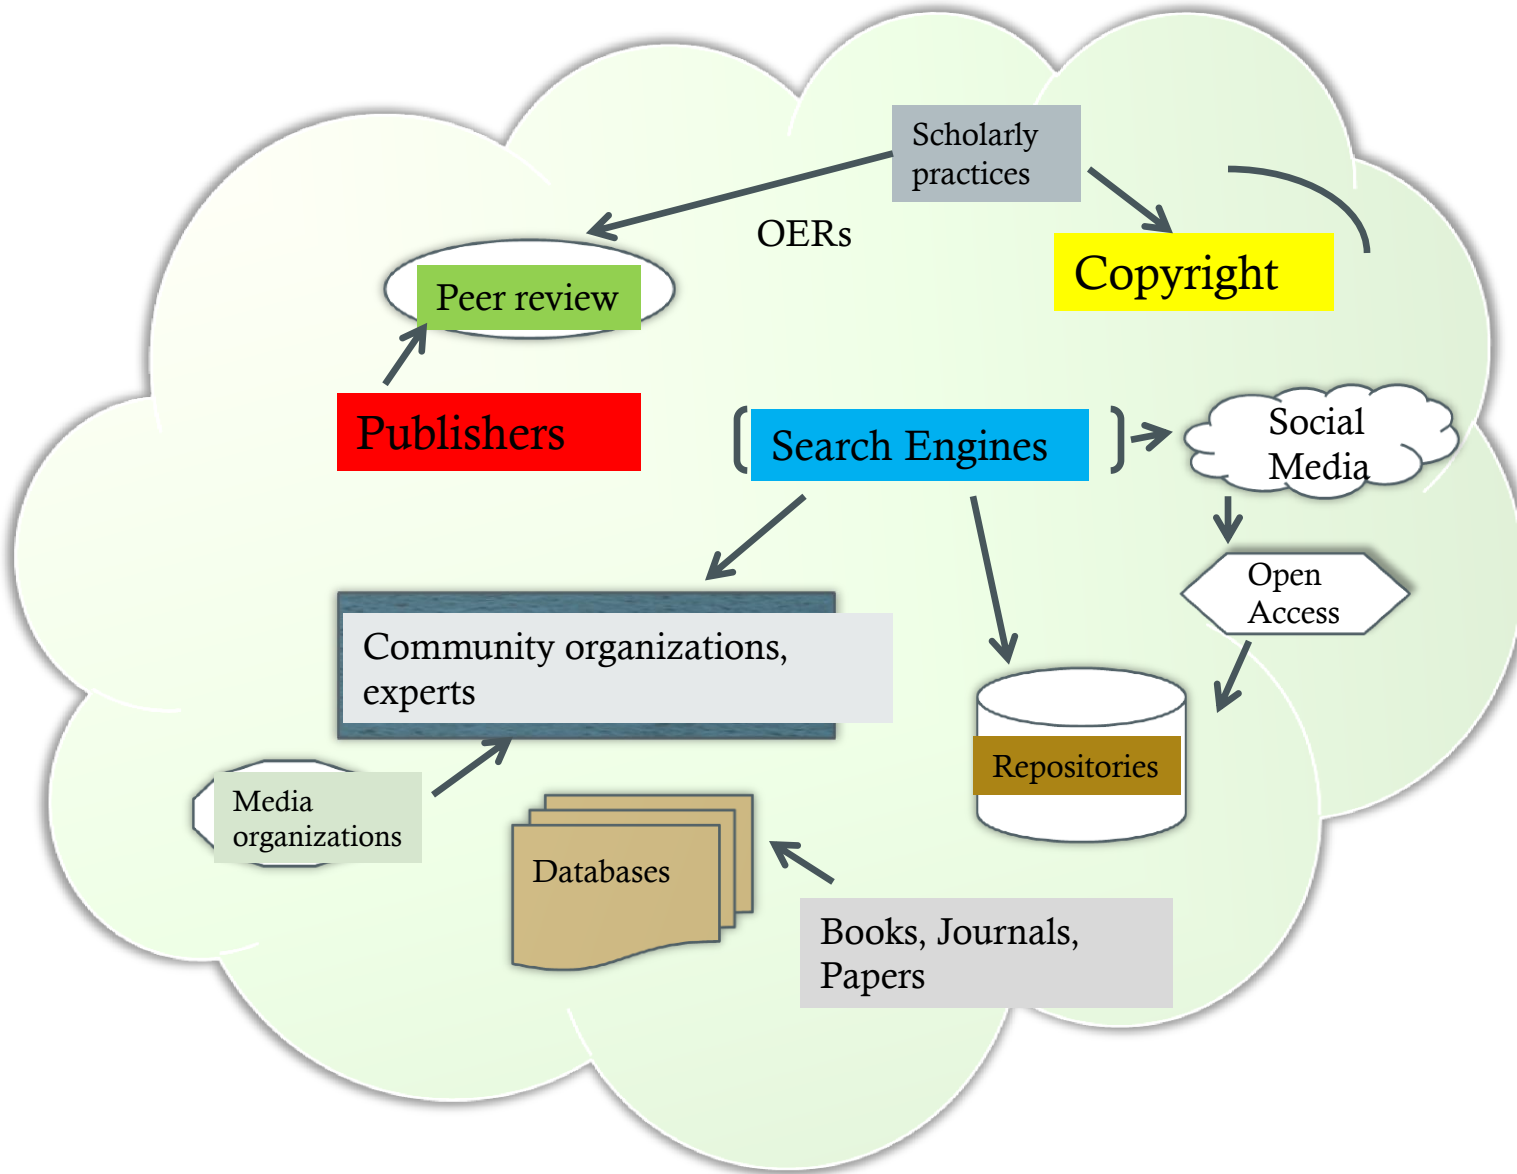 Scholarly
practices
OERs
Peer review
Copyright
Publishers
Search Engines
Social
Media
Open
Access
Community organizations,
experts
Repositories
Media
organizations
Databases
Books, Journals,
Papers